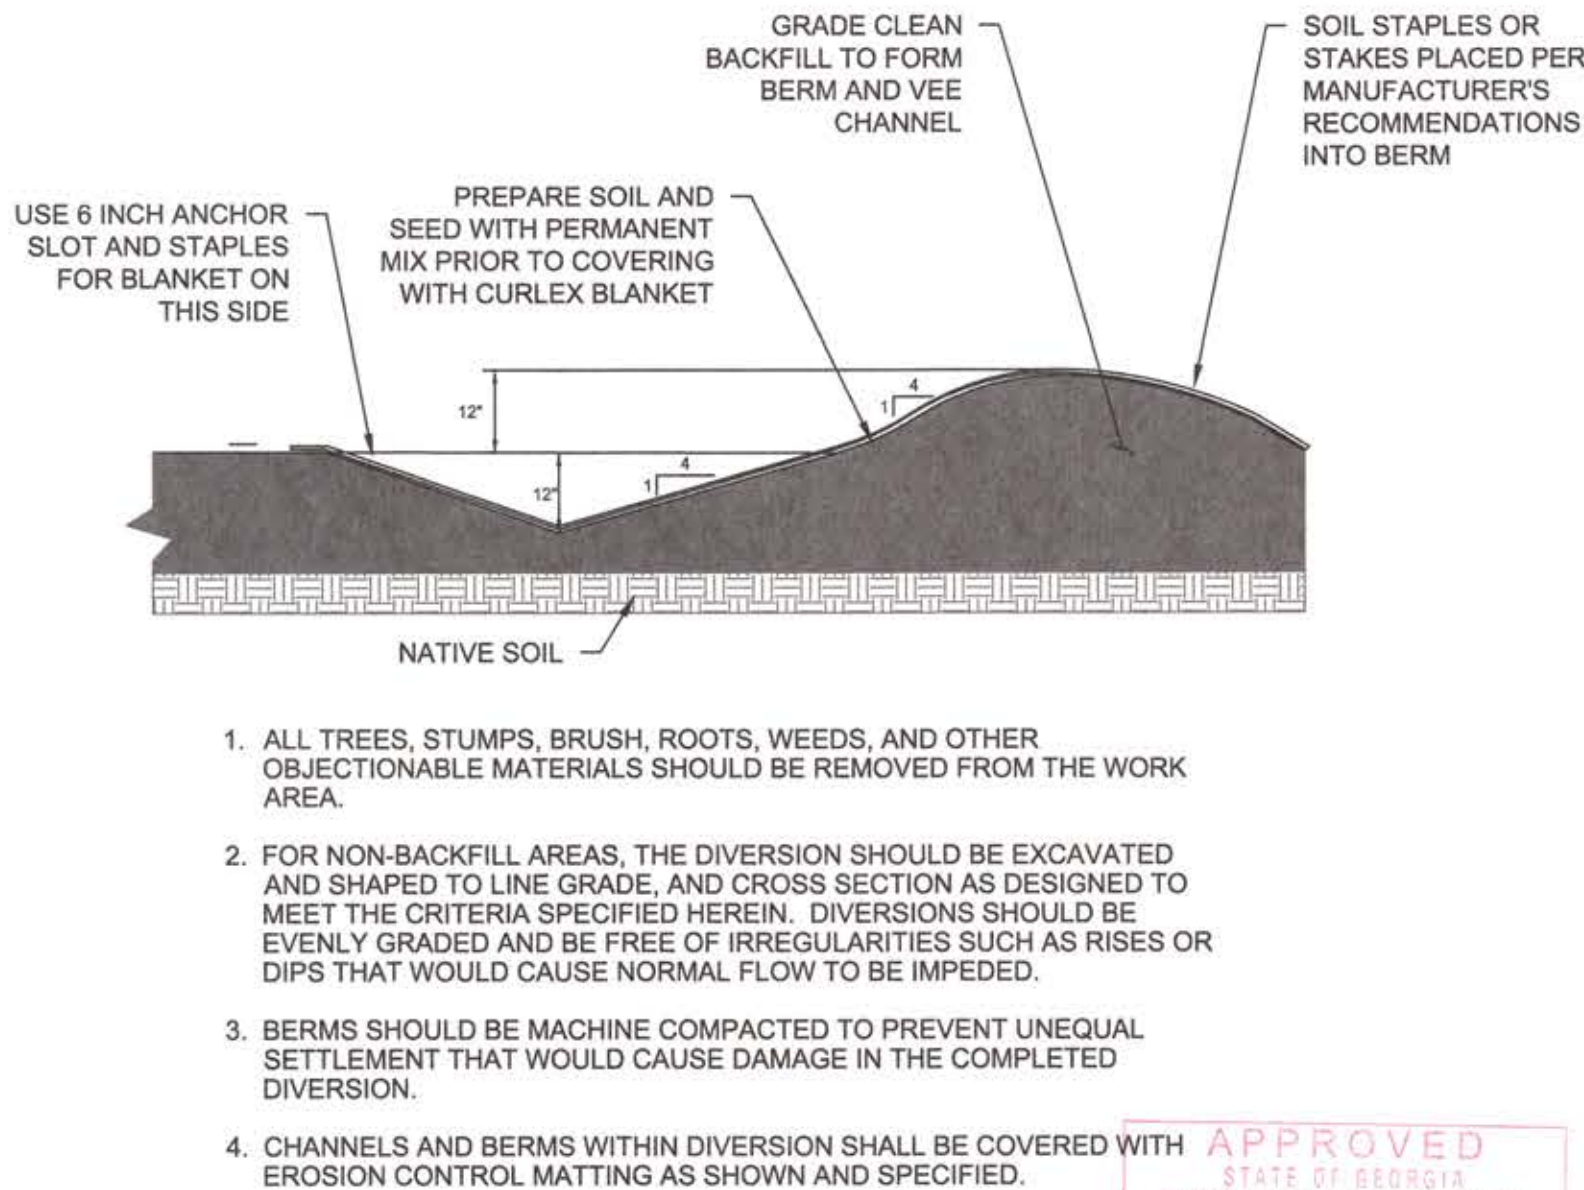 GRADE CLEAN
BACKFILL TO FORM
BERM AND VEE
CHANNEL
SOIL STAPLES OR
STAKES PLACED PER
MANUFACTURER'S
RECOMMENDATIONS
INTO BERM
USE 6 INCH ANCHOR
SLOT AND STAPLES
FOR BLANKET ON
THIS SIDE
PREPARE SOIL AND
SEED WITH PERMANENT
MIX PRIOR TO COVERING
WITH CURLEX BLANKET
12"
4
1
12"
4
1
NATIVE SOIL
1. ALL TREES, STUMPS, BRUSH, ROOTS, WEEDS, AND OTHER
OBJECTIONABLE MATERIALS SHOULD BE REMOVED FROM THE WORK
AREA.
2. FOR NON-BACKFILL AREAS, THE DIVERSION SHOULD BE EXCAVATED
AND SHAPED TO LINE GRADE, AND CROSS SECTION AS DESIGNED TO
MEET THE CRITERIA SPECIFIED HEREIN. DIVERSIONS SHOULD BE
EVENLY GRADED AND BE FREE OF IRREGULARITIES SUCH AS RISES OR
DIPS THAT WOULD CAUSE NORMAL FLOW TO BE IMPEDED.
3. BERMS SHOULD BE MACHINE COMPACTED TO PREVENT UNEQUAL
SETTLEMENT THAT WOULD CAUSE DAMAGE IN THE COMPLETED
DIVERSION.
4. CHANNELS AND BERMS WITHIN DIVERSION SHALL BE COVERED WITH
EROSION CONTROL MATTING AS SHOWN AND SPECIFIED.
APPROVED
STATE OF GEORGIA